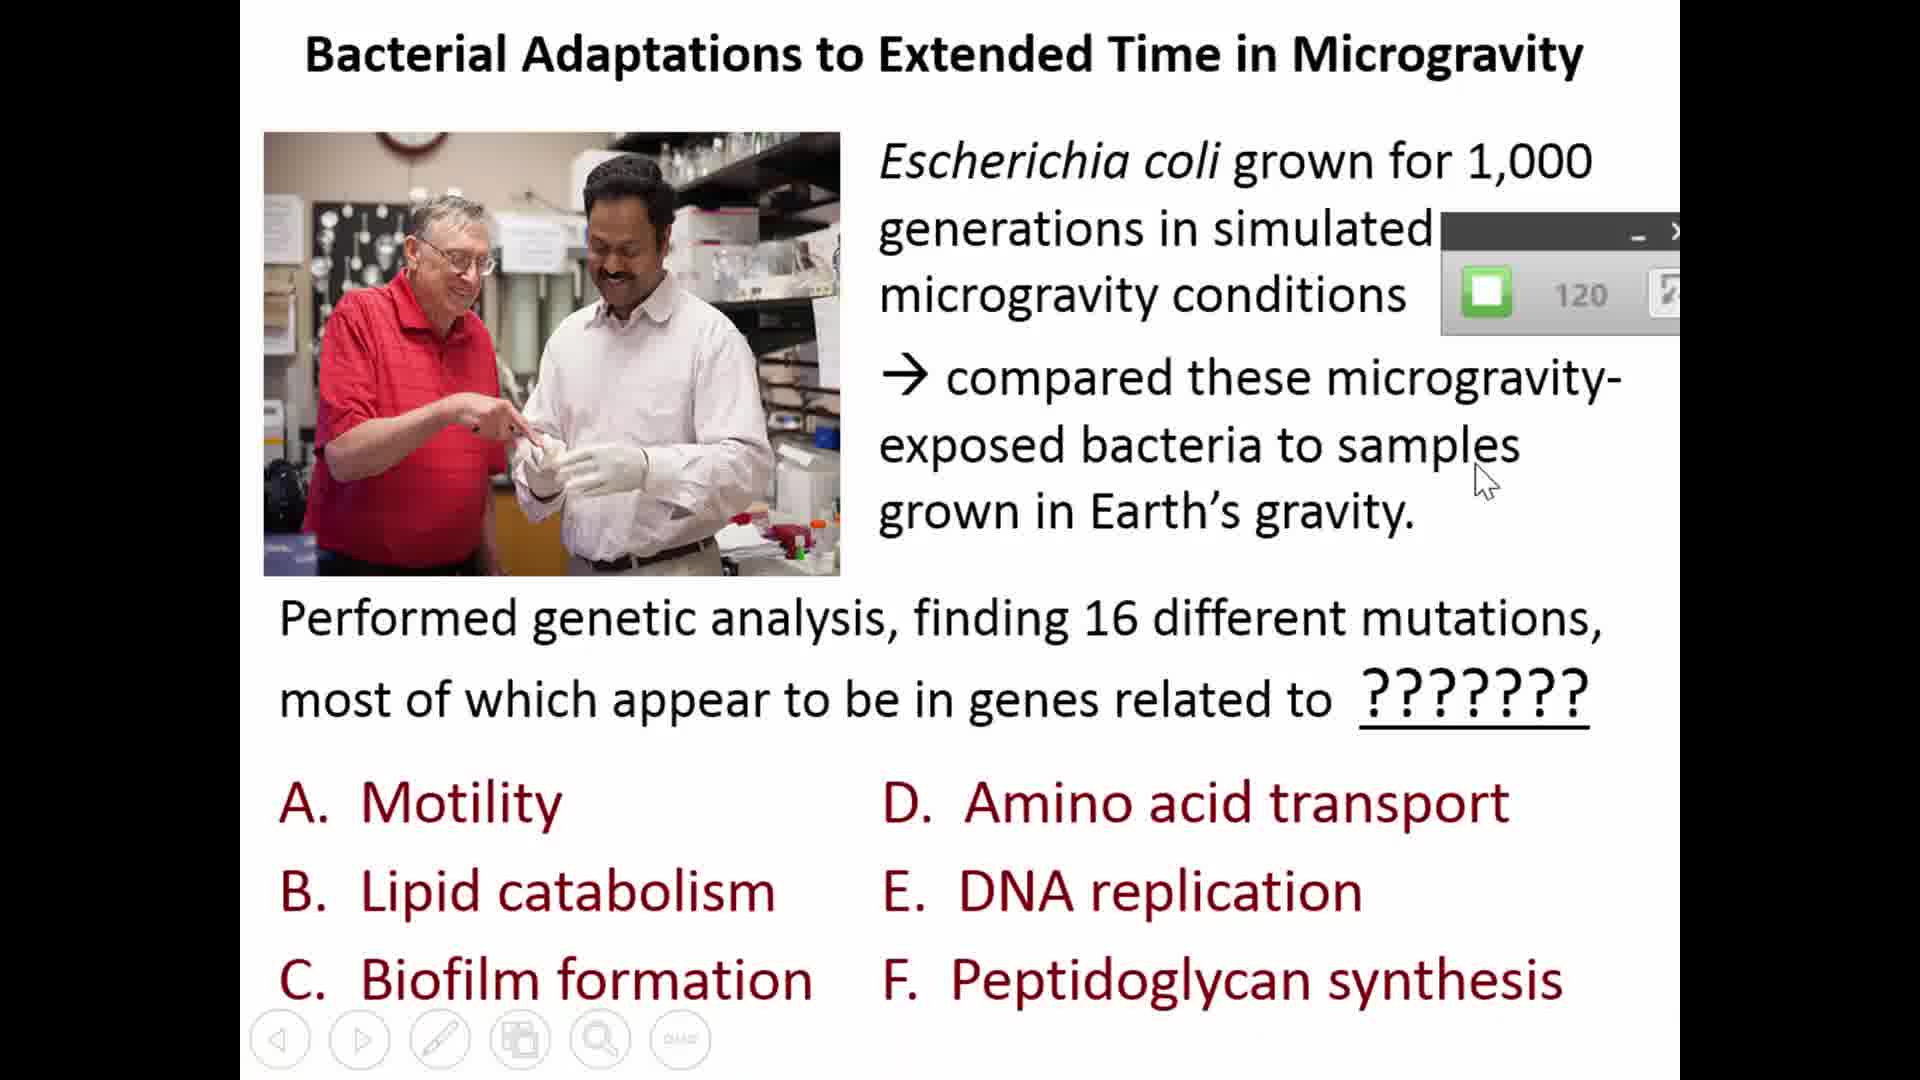 Bacterial Adaptations to Extended Time in Microgravity
Escherichia coli grown for 1,000
generations in simulated
microgravity conditions
120
→ compared these microgravity-
exposed bacteria to samples
grown in Earth’s gravity.
Performed genetic analysis, finding 16 different mutations,
most of which appear to be in genes related to ???????
A. Motility
B. Lipid catabolism
C. Biofilm formation
D. Amino acid transport
E. DNA replication
F. Peptidoglycan synthesis